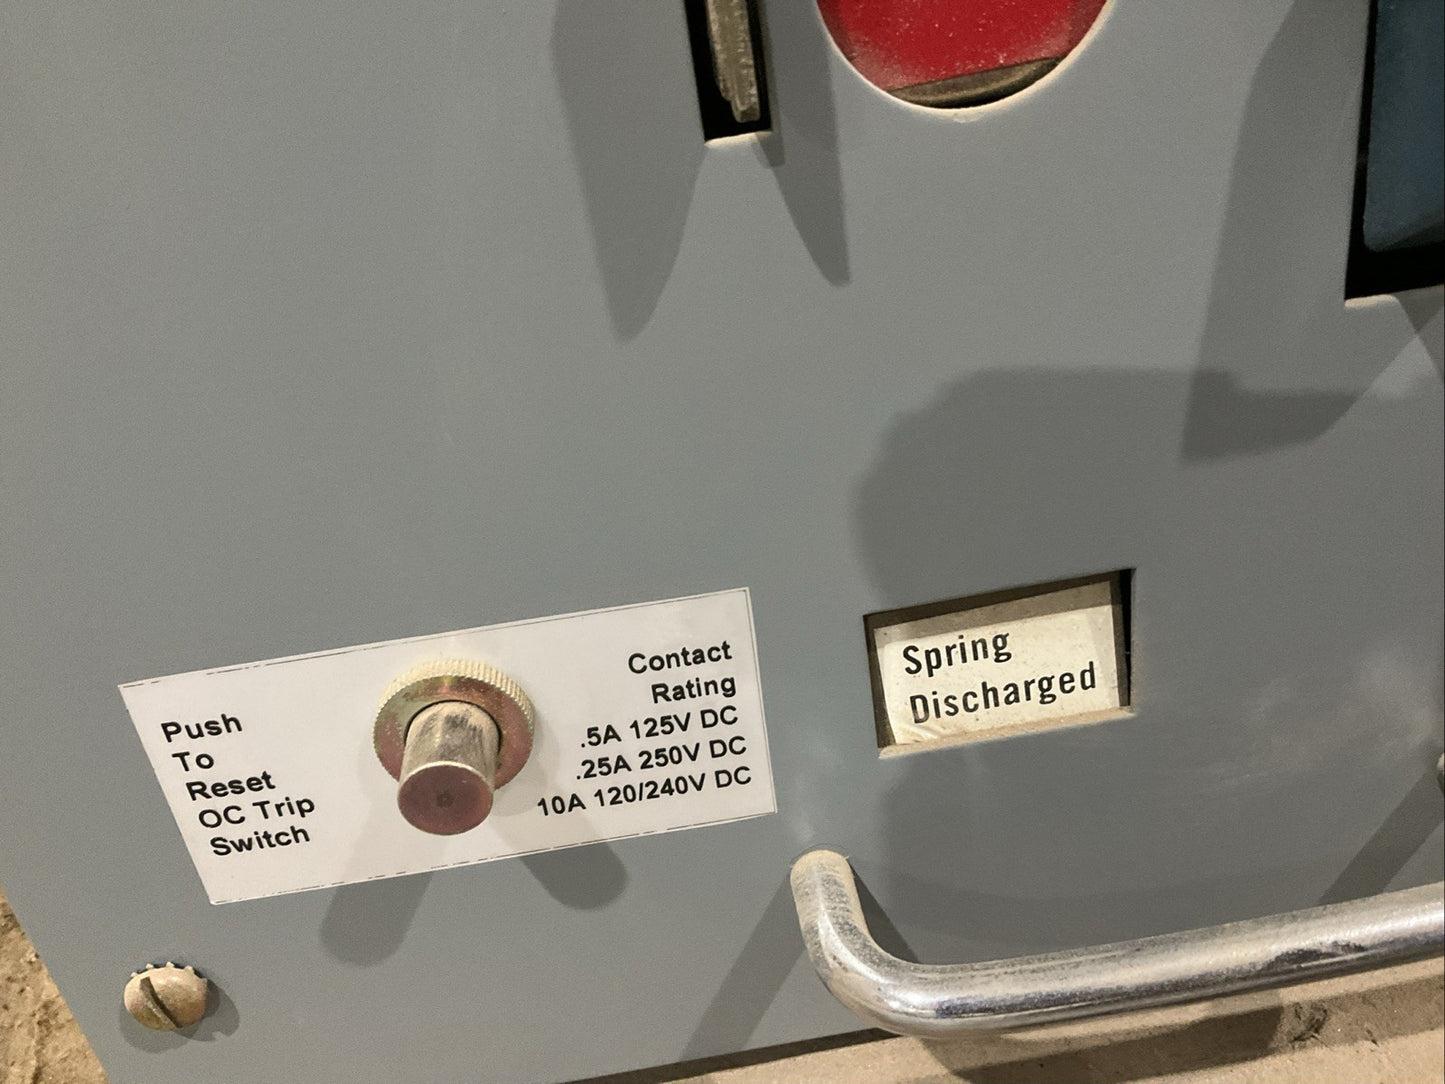 Push
To
Reset
OC Trip
Switch
Contact
Rating
.5A 125V DC
.25A 250V DC
10A 120/240V DC
Spring
Discharged